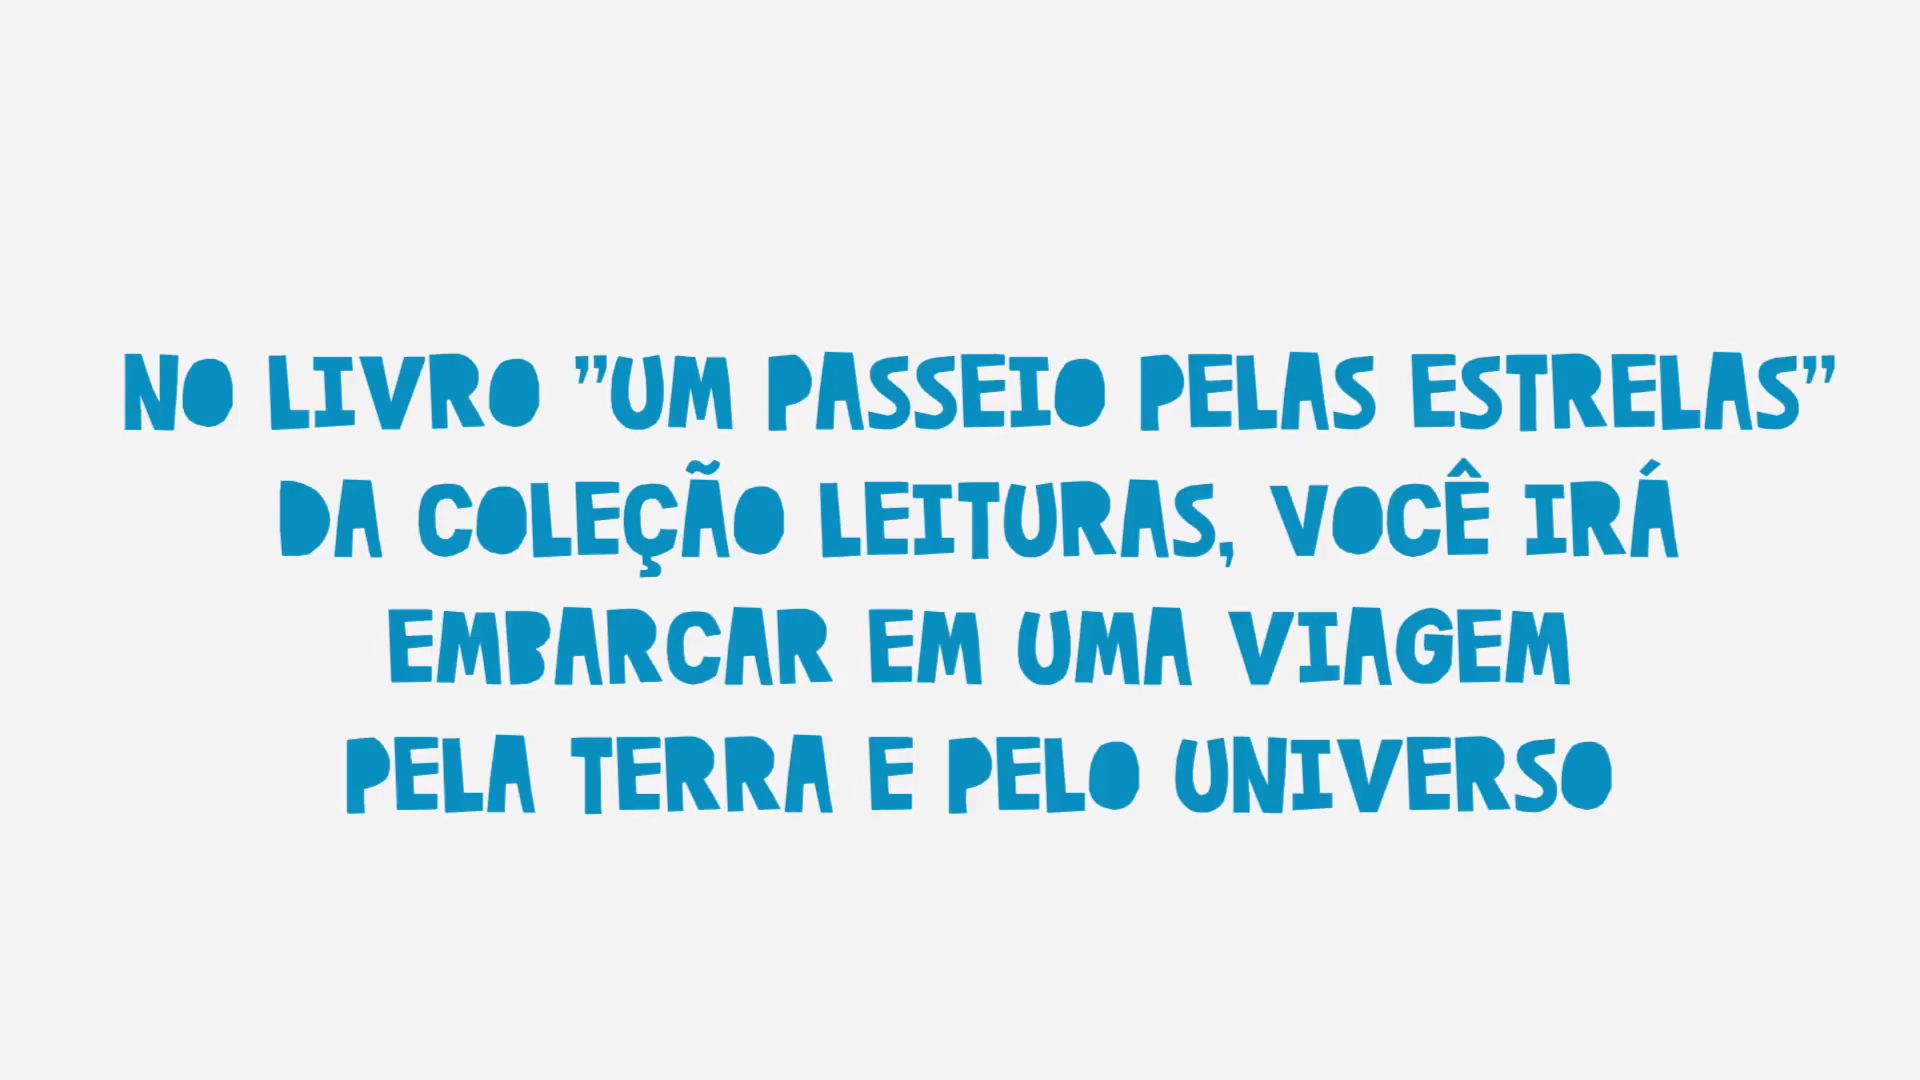 NO LIVRO "UM PASSEIO PELAS ESTRELAS"
DA COLEÇÃO LEITURAS, VOCÊ IRÁ
EMBARCAR EM UMA VIAGEM
PELA TERRA E PELO UNIVERSO